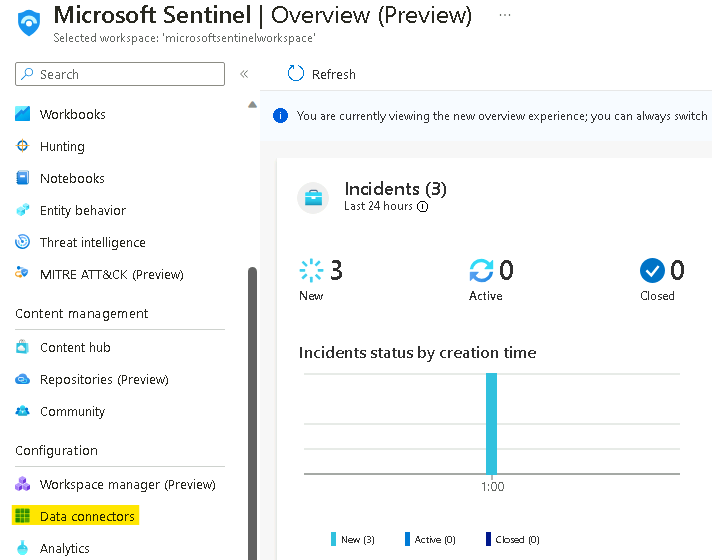 Microsoft Sentinel | Overview (Preview) ...
Selected workspace: 'microsoftsentinelworkspace'
Search «
Refresh
Workbooks
Hunting
Notebooks
Entity behavior
Threat intelligence
MITRE ATT&CK (Preview)
Content management
Content hub
Repositories (Preview)
Community
Configuration
Workspace manager (Preview)
Data connectors
Analytics
You are currently viewing the new overview experience; you can always switch
Incidents (3)
Last 24 hours
3
New
0
Active
0
Closed
Incidents status by creation time
1:00
New (3) Active (0) Closed (0)